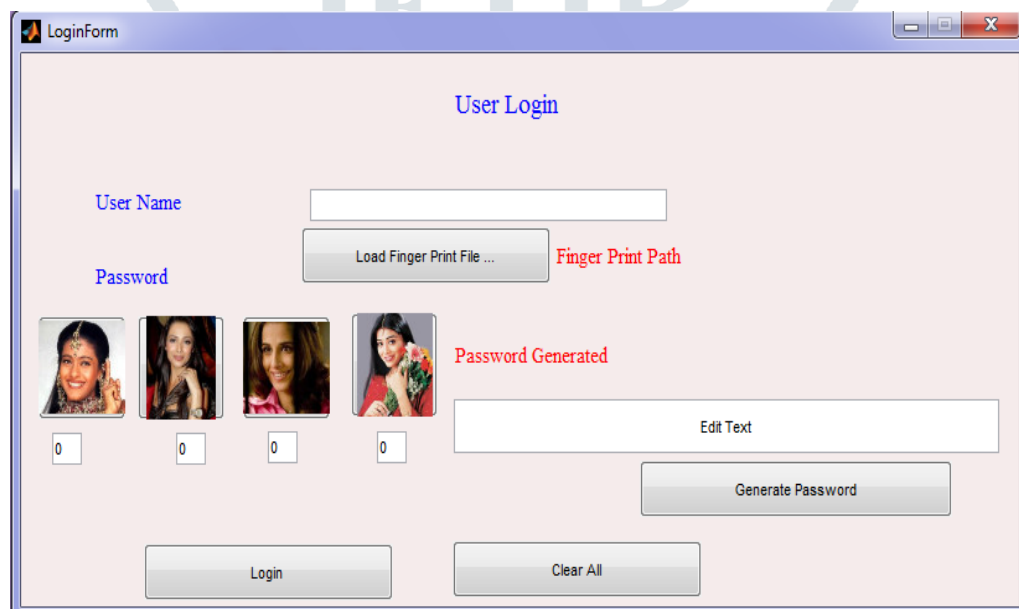 LoginForm
User Login
User Name
Load Finger Print File ...
Finger Print Path
Password
Password Generated
Edit Text
0
0
0
0
Generate Password
Login
Clear All